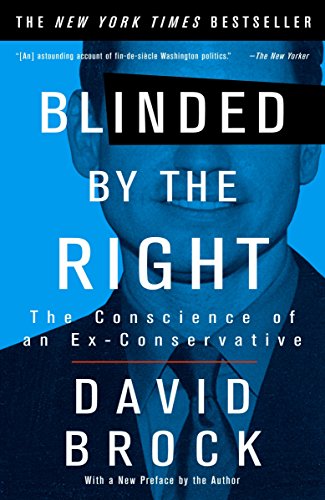 THE NEW YORK TIMES BESTSELLER
"[An] astounding account of fin-de-siècle Washington politics." —The New Yorker
BLINDED
BY THE
RIGHT
The Conscience of
an Ex-Conservative
DAVID
BROCK
With a New Preface by the Author